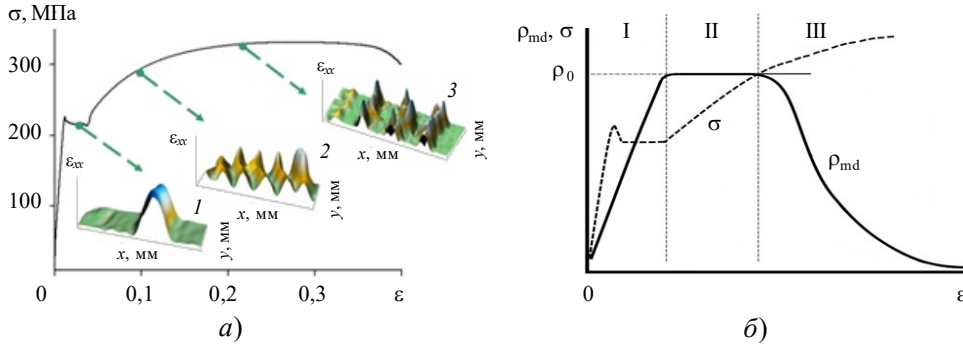 σ, МПа
300
200
100
0
0,1
0,2
0,3
ε
εxx
1
x, мм
y, мм
εxx
2
x, мм
y, мм
εxx
3
x, мм
y, мм
а)
ρmd, σ
I
II
III
ρ0
σ
ρmd
0
ε
б)